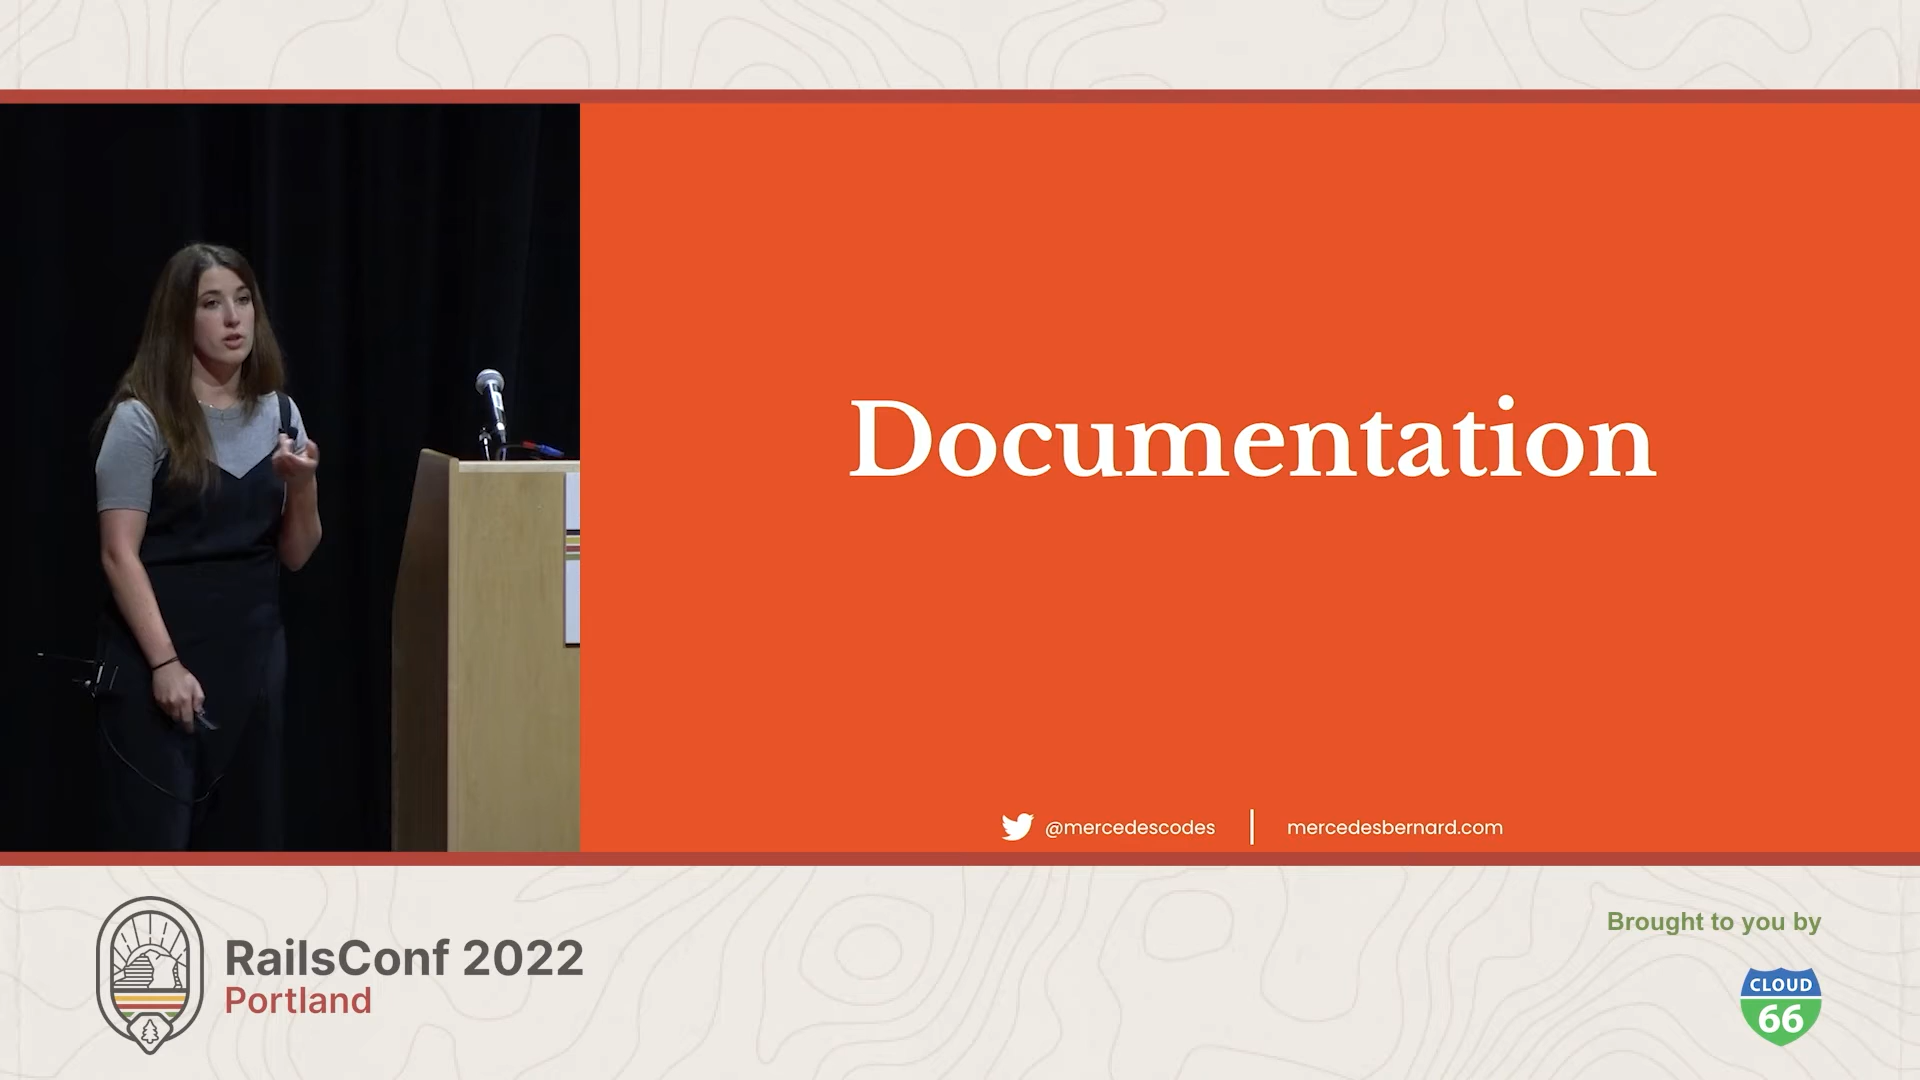 Documentation
@mercedescodes
mercedesbernard.com
RailsConf 2022
Portland
Brought to you by
CLOUD
66